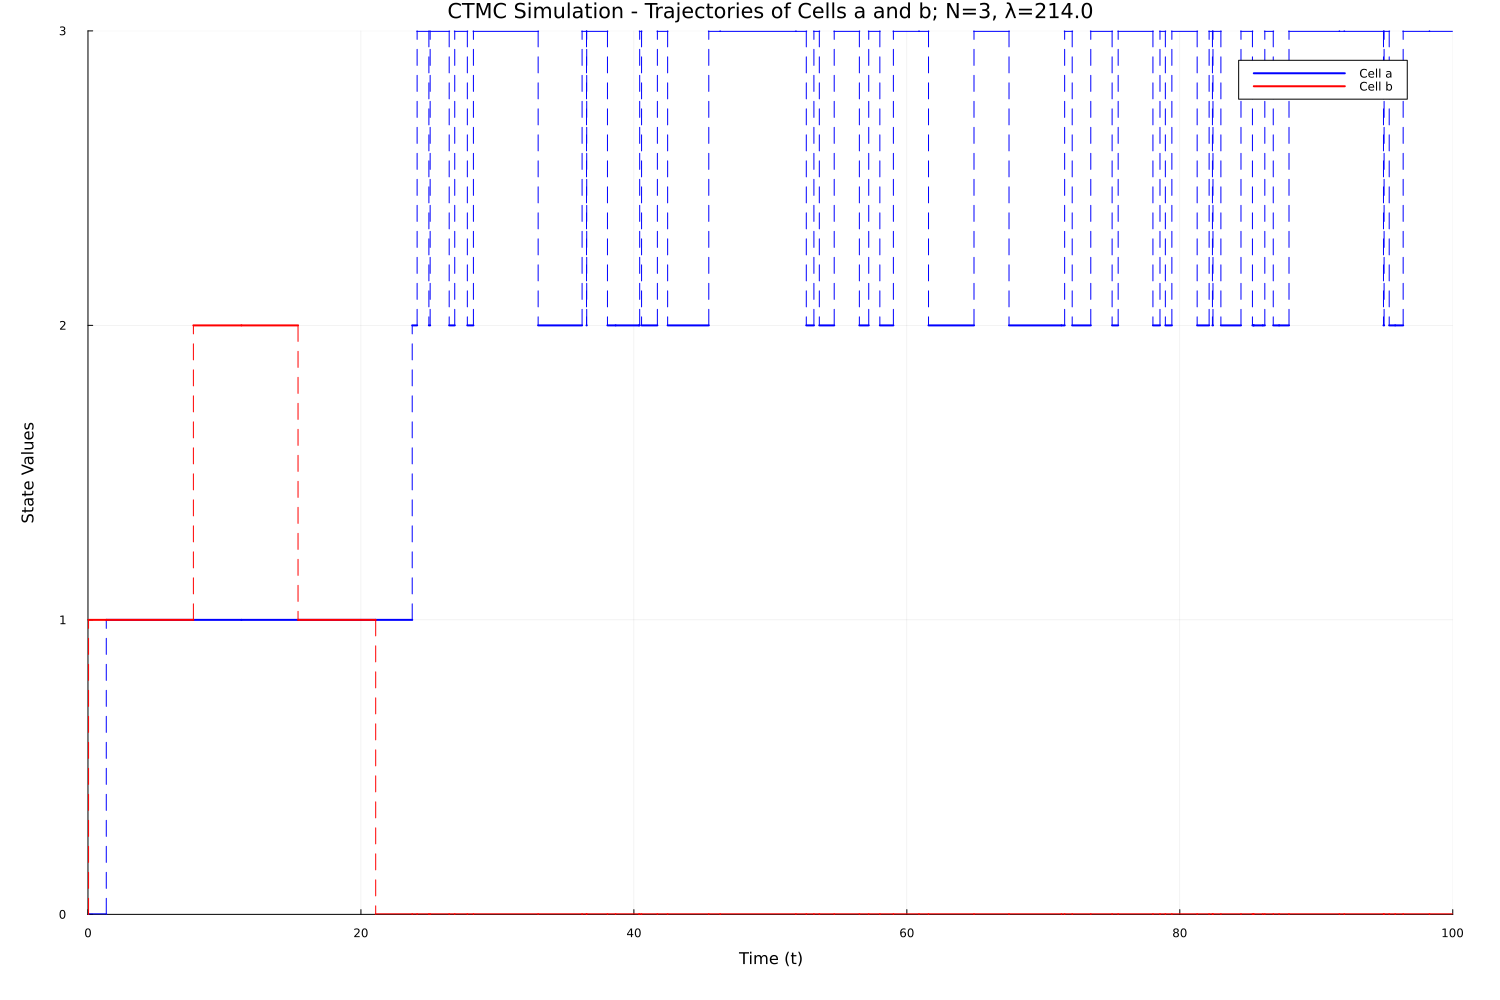 CTMC Simulation - Trajectories of Cells a and b; N=3, λ=214.0
3
Cell a
Cell b
2
State Values
1
0
0 20 40 60 80 100
Time (t)